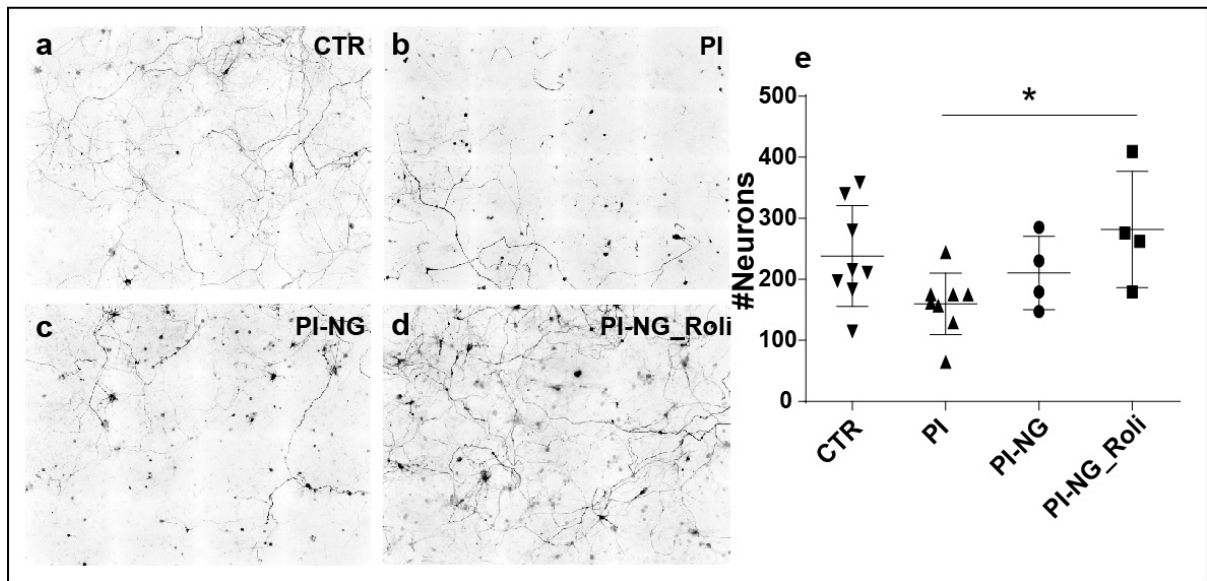 a
CTR
b
PI
c
PI-NG
d
PI-NG_Roli
e
*
#Neurons
500
400
300
200
100
0
CTR
PI
PI-NG
PI-NG_Roli